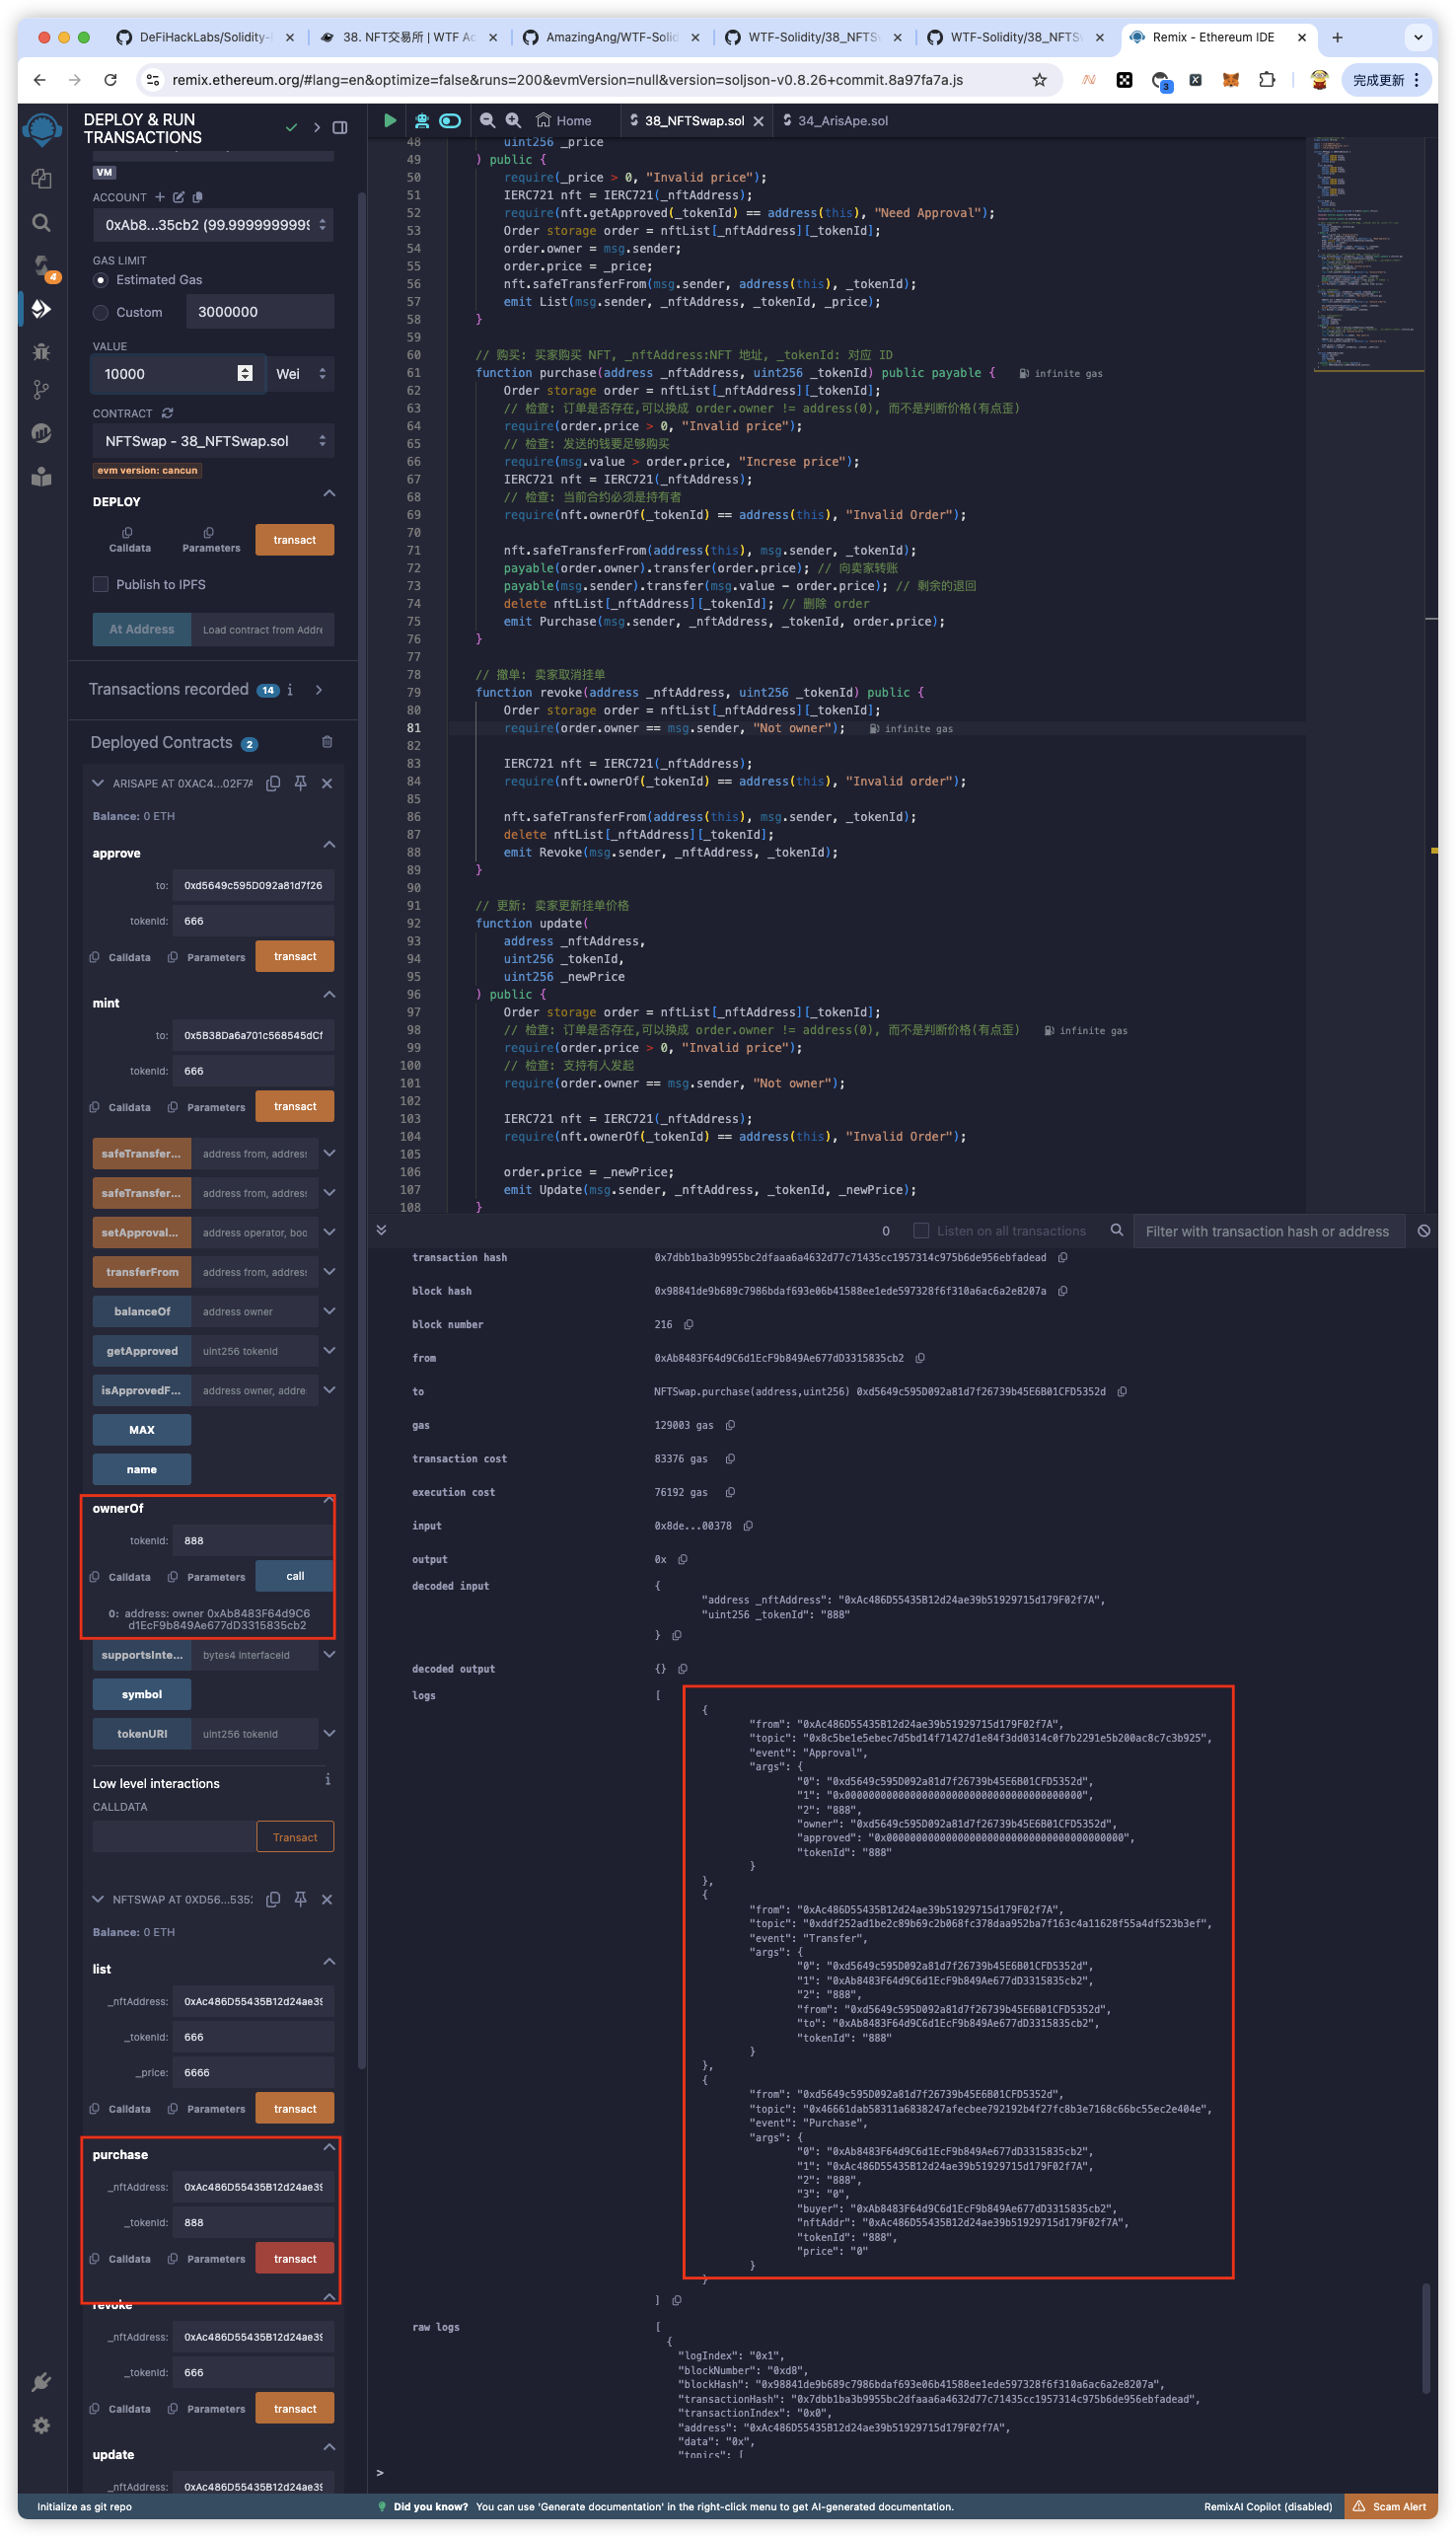 DeFiHackLabs/Solidity-
38. NFT交易所 | WTF Ac
AmazingAng/WTF-Solid
WTF-Solidity/38_NFTS
WTF-Solidity/38_NFTSw
Remix - Ethereum IDE
remix.ethereum.org/#lang=en&optimize=false&runs=200&evmVersion=null&version=soljson-v0.8.26+commit.8a97fa7a.js
3
完成更新
DEPLOY & RUN
TRANSACTIONS
VM
ACCOUNT
0xAb8...35cb2 (99.9999999999
GAS LIMIT
Estimated Gas
Custom
3000000
VALUE
10000
Wei
CONTRACT
NFTSwap - 38_NFTSwap.sol
evm version: cancun
DEPLOY
Calldata
Parameters
transact
Publish to IPFS
At Address
Load contract from Addre
Transactions recorded 14 i
Deployed Contracts 2
ARISAPE AT 0XAC4...02F7A
Balance: 0 ETH
approve
to:
0xd5649c595D092a81d7f26
tokenId:
666
Calldata
Parameters
transact
mint
to:
0x5B38Da6a701c568545dCf
tokenId:
666
Calldata
Parameters
transact
safeTransfer...
address from, address
safeTransfer...
address from, address
setApproval...
address operator, boo
transferFrom
address from, address
balanceOf
address owner
getApproved
uint256 tokenId
isApprovedF...
address owner, addre
MAX
name
ownerOf
tokenId:
888
Calldata
Parameters
call
0: address: owner 0xAb8483F64d9C6
d1EcF9b849Ae677dD3315835cb2
supportsInte...
bytes4 interfaceId
symbol
tokenURI
uint256 tokenId
Low level interactions
i
CALLDATA
Transact
NFTSWAP AT 0XD56...5352
Balance: 0 ETH
list
_nftAddress:
0xAc486D55435B12d24ae39
_tokenId:
666
_price:
6666
Calldata
Parameters
transact
purchase
_nftAddress:
0xAc486D55435B12d24ae39
_tokenId:
888
Calldata
Parameters
transact
revoke
_nftAddress:
0xAc486D55435B12d24ae39
_tokenId:
666
Calldata
Parameters
transact
update
_nftAddress:
0xAc486D55435B12d24ae39
4
Home
38_NFTSwap.sol
34_ArisApe.sol
48 uint256 _price
49 ) public {
50 require(_price > 0, "Invalid price");
51 IERC721 nft = IERC721(_nftAddress);
52 require(nft.getApproved(_tokenId) == address(this), "Need Approval");
53 Order storage order = nftList[_nftAddress][_tokenId];
54 order.owner = msg.sender;
55 order.price = _price;
56 nft.safeTransferFrom(msg.sender, address(this), _tokenId);
57 emit List(msg.sender, _nftAddress, _tokenId, _price);
58 }
59
60 // 购买: 买家购买 NFT, _nftAddress:NFT 地址, _tokenId: 对应 ID
61 function purchase(address _nftAddress, uint256 _tokenId) public payable { infinite gas
62 Order storage order = nftList[_nftAddress][_tokenId];
63 // 检查: 订单是否存在,可以换成 order.owner != address(0), 而不是判断价格(有点歪)
64 require(order.price > 0, "Invalid price");
65 // 检查: 发送的钱要足够购买
66 require(msg.value > order.price, "Increse price");
67 IERC721 nft = IERC721(_nftAddress);
68 // 检查: 当前合约必须是持有者
69 require(nft.ownerOf(_tokenId) == address(this), "Invalid Order");
70
71 nft.safeTransferFrom(address(this), msg.sender, _tokenId);
72 payable(order.owner).transfer(order.price); // 向卖家转账
73 payable(msg.sender).transfer(msg.value - order.price); // 剩余的退回
74 delete nftList[_nftAddress][_tokenId]; // 删除 order
75 emit Purchase(msg.sender, _nftAddress, _tokenId, order.price);
76 }
77
78 // 撤单: 卖家取消挂单
79 function revoke(address _nftAddress, uint256 _tokenId) public {
80 Order storage order = nftList[_nftAddress][_tokenId];
81 require(order.owner == msg.sender, "Not owner"); infinite gas
82
83 IERC721 nft = IERC721(_nftAddress);
84 require(nft.ownerOf(_tokenId) == address(this), "Invalid order");
85
86 nft.safeTransferFrom(address(this), msg.sender, _tokenId);
87 delete nftList[_nftAddress][_tokenId];
88 emit Revoke(msg.sender, _nftAddress, _tokenId);
89 }
90
91 // 更新: 卖家更新挂单价格
92 function update(
93 address _nftAddress,
94 uint256 _tokenId,
95 uint256 _newPrice
96 ) public {
97 Order storage order = nftList[_nftAddress][_tokenId];
98 // 检查: 订单是否存在,可以换成 order.owner != address(0), 而不是判断价格(有点歪) infinite gas
99 require(order.price > 0, "Invalid price");
100 // 检查: 支持有人发起
101 require(order.owner == msg.sender, "Not owner");
102
103 IERC721 nft = IERC721(_nftAddress);
104 require(nft.ownerOf(_tokenId) == address(this), "Invalid Order");
105
106 order.price = _newPrice;
107 emit Update(msg.sender, _nftAddress, _tokenId, _newPrice);
108 }
0
Listen on all transactions
Filter with transaction hash or address
transaction hash 0x7dbb1ba3b9955bc2dfaaa6a4632d77c71435cc1957314c975b6de956ebfadead
block hash 0x98841de9b689c7986bdaf693e06b41588ee1ede597328f6f310a6ac6a2e8207a
block number 216
from 0xAb8483F64d9C6d1EcF9b849Ae677dD3315835cb2
to NFTSwap.purchase(address,uint256) 0xd5649c595D092a81d7f26739b45E6B01CFD5352d
gas 129003 gas
transaction cost 83376 gas
execution cost 76192 gas
input 0x8de...00378
output 0x
decoded input {
"address _nftAddress": "0xAc486D55435B12d24ae39b51929715d179F02f7A",
"uint256 _tokenId": "888"
}
decoded output {}
logs [
{
"from": "0xAc486D55435B12d24ae39b51929715d179F02f7A",
"topic": "0x8c5be1e5ebec7d5bd14f71427d1e84f3dd0314c0f7b2291e5b200ac8c7c3b925",
"event": "Approval",
"args": {
"0": "0xd5649c595D092a81d7f26739b45E6B01CFD5352d",
"1": "0x0000000000000000000000000000000000000000",
"2": "888",
"owner": "0xd5649c595D092a81d7f26739b45E6B01CFD5352d",
"approved": "0x0000000000000000000000000000000000000000",
"tokenId": "888"
}
},
{
"from": "0xAc486D55435B12d24ae39b51929715d179F02f7A",
"topic": "0xddf252ad1be2c89b69c2b068fc378daa952ba7f163c4a11628f55a4df523b3ef",
"event": "Transfer",
"args": {
"0": "0xd5649c595D092a81d7f26739b45E6B01CFD5352d",
"1": "0xAb8483F64d9C6d1EcF9b849Ae677dD3315835cb2",
"2": "888",
"from": "0xd5649c595D092a81d7f26739b45E6B01CFD5352d",
"to": "0xAb8483F64d9C6d1EcF9b849Ae677dD3315835cb2",
"tokenId": "888"
}
},
{
"from": "0xd5649c595D092a81d7f26739b45E6B01CFD5352d",
"topic": "0x46661dab58311a6838247afecbee792192b4f27fc8b3e7168c66bc55ec2e404e",
"event": "Purchase",
"args": {
"0": "0xAb8483F64d9C6d1EcF9b849Ae677dD3315835cb2",
"1": "0xAc486D55435B12d24ae39b51929715d179F02f7A",
"2": "888",
"3": "0",
"buyer": "0xAb8483F64d9C6d1EcF9b849Ae677dD3315835cb2",
"nftAddr": "0xAc486D55435B12d24ae39b51929715d179F02f7A",
"tokenId": "888",
"price": "0"
}
}
]
raw logs [
{
"logIndex": "0x1",
"blockNumber": "0xd8",
"blockHash": "0x98841de9b689c7986bdaf693e06b41588ee1ede597328f6f310a6ac6a2e8207a",
"transactionHash": "0x7dbb1ba3b9955bc2dfaaa6a4632d77c71435cc1957314c975b6de956ebfadead",
"transactionIndex": "0x0",
"address": "0xAc486D55435B12d24ae39b51929715d179F02f7A",
"data": "0x",
"topics": [
>
Initialize as git repo
Did you know? You can use 'Generate documentation' in the right-click menu to get AI-generated documentation.
RemixAI Copilot (disabled)
Scam Alert